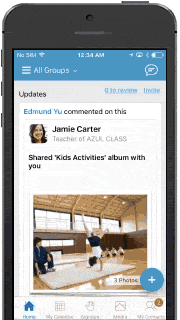 No SIM
12:34 AM
All Groups
Updates
0 to review
Invite
Edmund Yu commented on this
Jamie Carter
Teacher of AZUL CLASS
Shared 'Kids Activities' album with
you
3 Photos
Home
My Calendar
Signups
Media
My Contacts